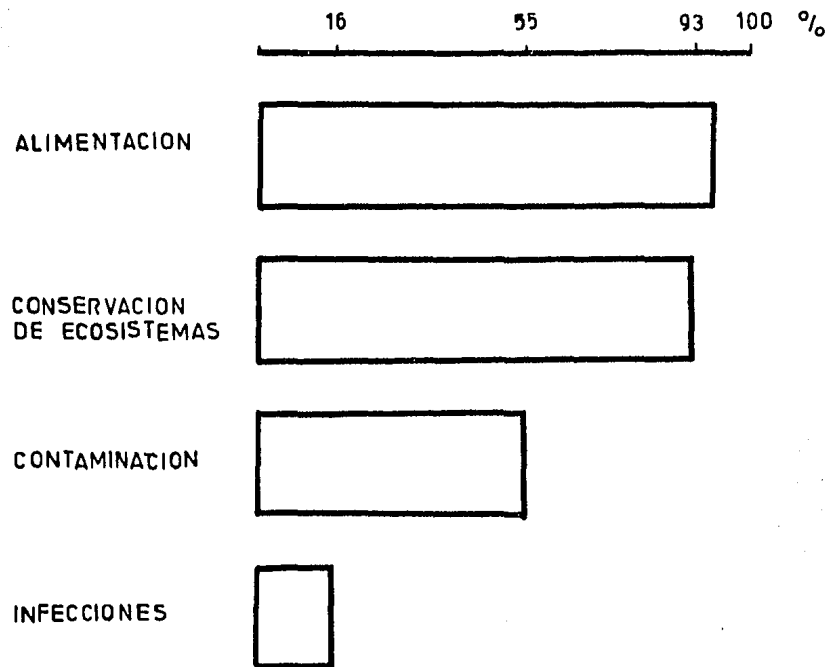 16 55 93 100 %
ALIMENTACION
CONSERVACION
DE ECOSISTEMAS
CONTAMINACION
INFECCIONES